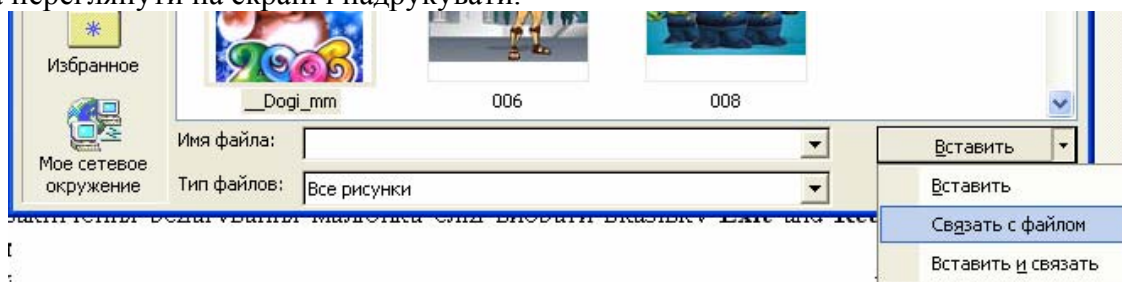 переглянути на екрані і надрукувати.
Избранное
2003
__Dogi_mm
006
008
Мое сетевое
окружение
Имя файла:
Вставить
Тип файлов:
Все рисунки
Вставить
Связать с файлом
Вставить и связать